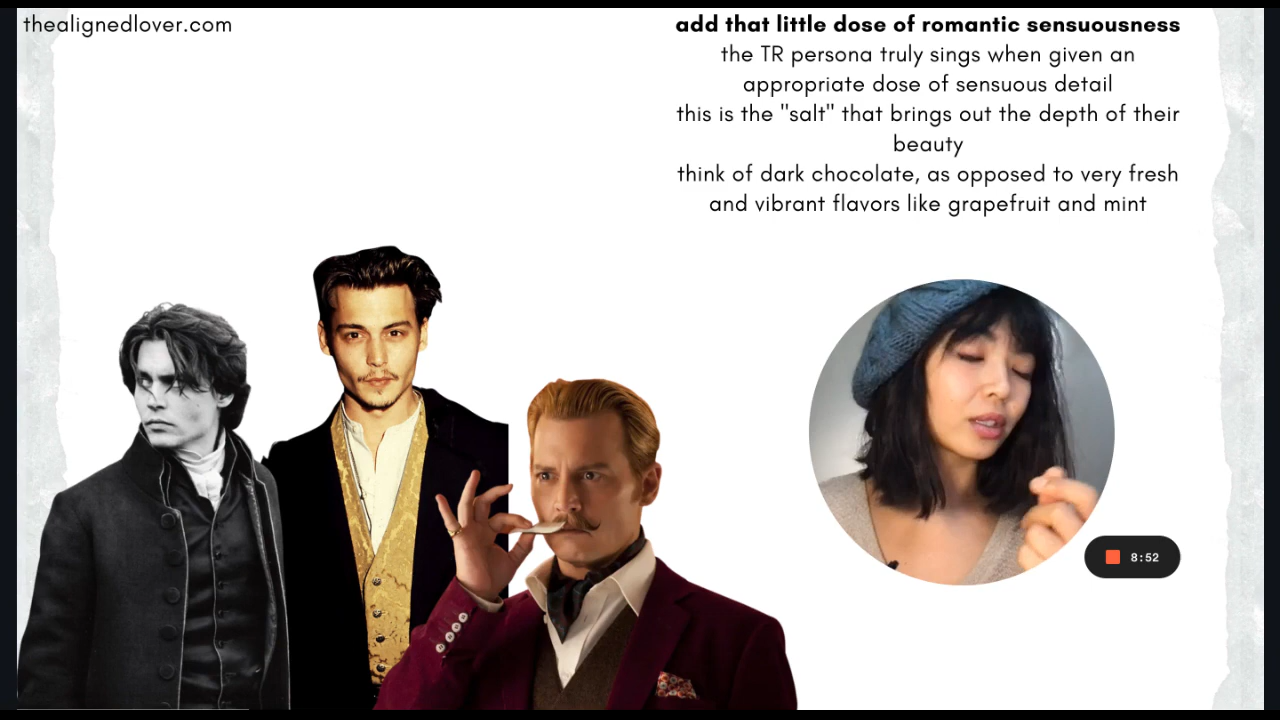 thealignedlover.com
add that little dose of romantic sensuousness
the TR persona truly sings when given an
appropriate dose of sensuous detail
this is the "salt" that brings out the depth of their
beauty
think of dark chocolate, as opposed to very fresh
and vibrant flavors like grapefruit and mint
8:52